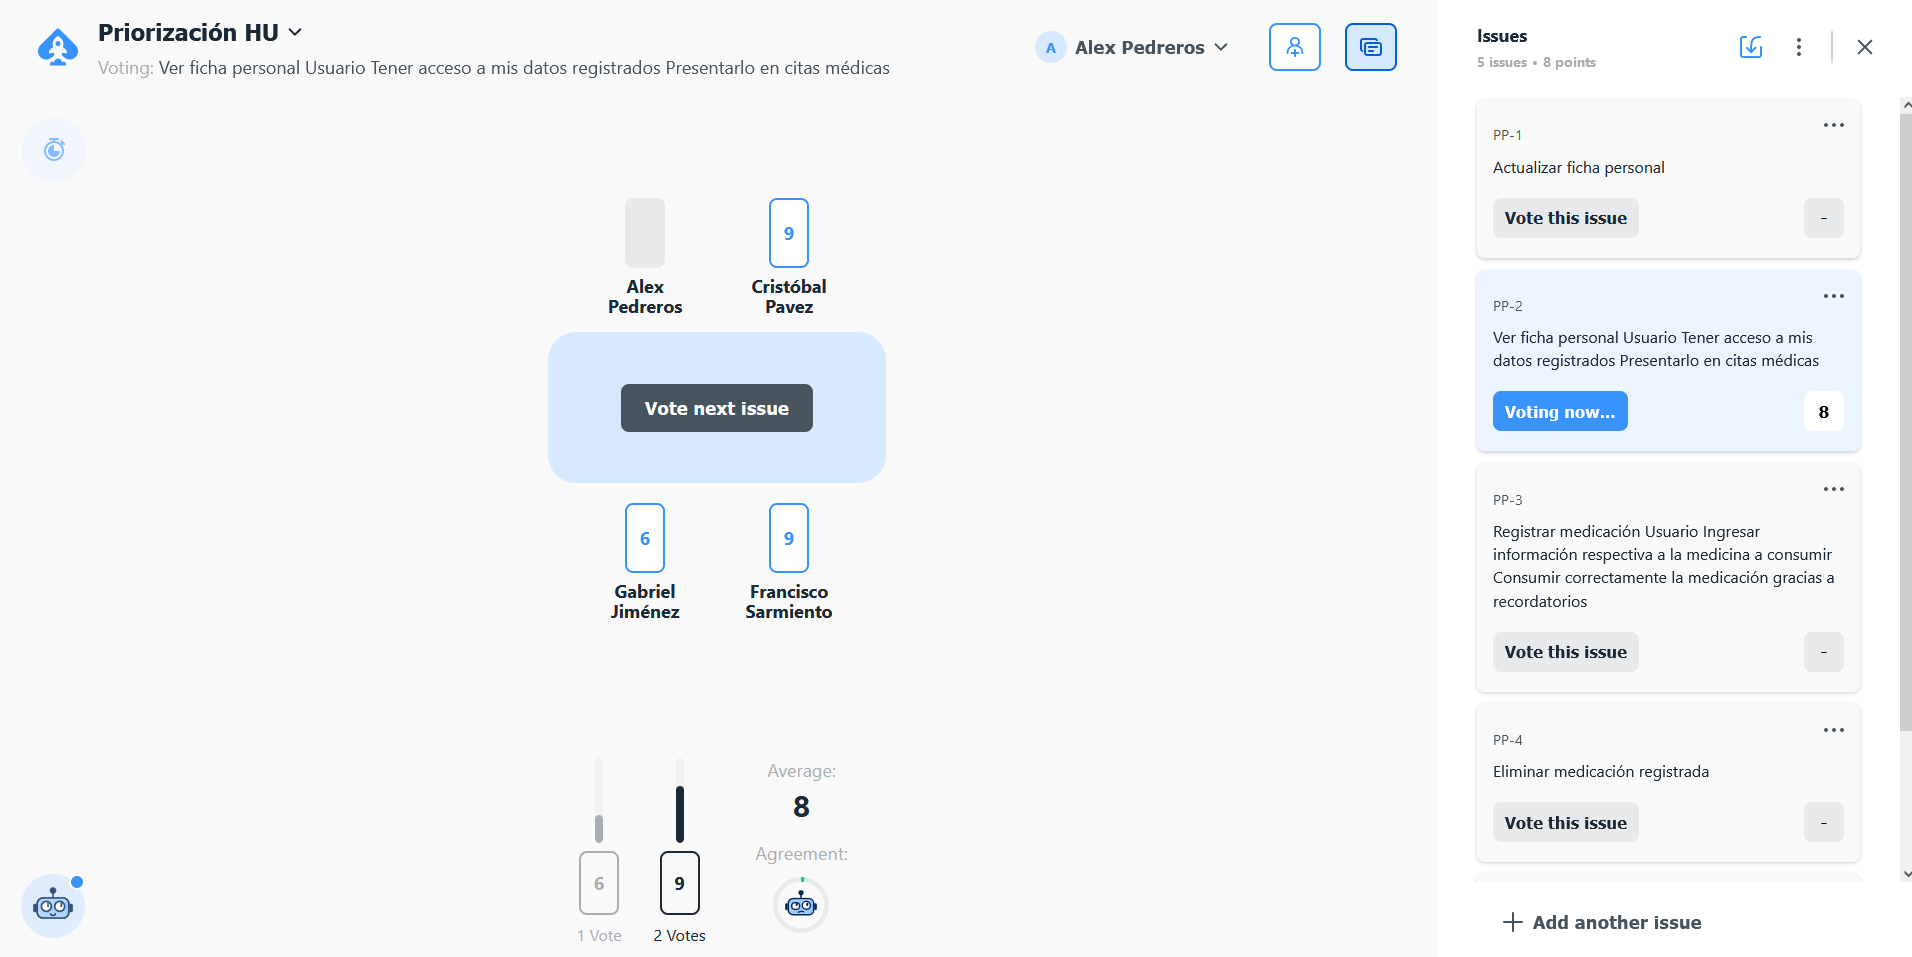 Priorización HU
Voting: Ver ficha personal Usuario Tener acceso a mis datos registrados Presentarlo en citas médicas
A Alex Pedreros
Alex
Pedreros
9
Cristóbal
Pavez
Vote next issue
6
Gabriel
Jiménez
9
Francisco
Sarmiento
6
1 Vote
9
2 Votes
Average:
8
Agreement:
Issues
5 issues • 8 points
PP-1
Actualizar ficha personal
Vote this issue -
PP-2
Ver ficha personal Usuario Tener acceso a mis
datos registrados Presentarlo en citas médicas
Voting now... 8
PP-3
Registrar medicación Usuario Ingresar
información respectiva a la medicina a consumir
Consumir correctamente la medicación gracias a
recordatorios
Vote this issue -
PP-4
Eliminar medicación registrada
Vote this issue -
Add another issue